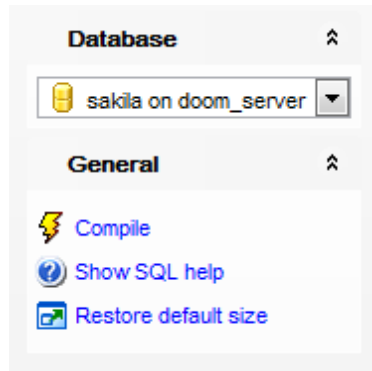 Database
sakila on doom_server
General
Compile
Show SQL help
Restore default size